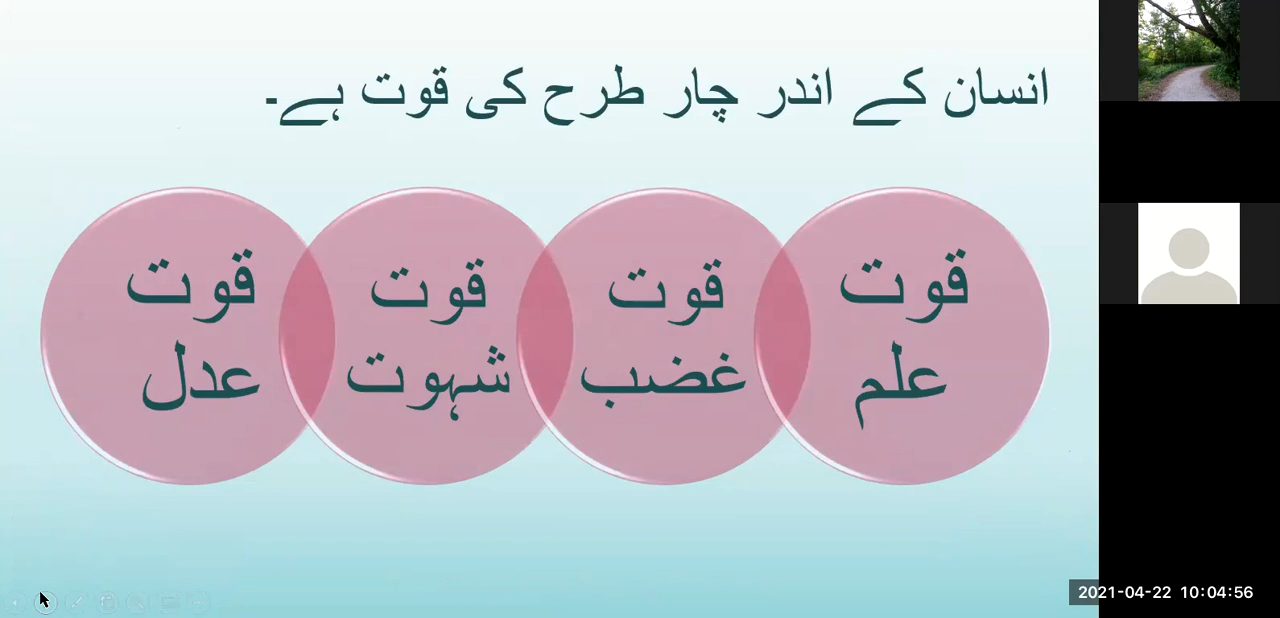 انسان کے اندر چار طرح کی قوت ہے۔
قوت
علم
قوت
غضب
قوت
شہوت
قوت
عدل
2021-04-22 10:04:56